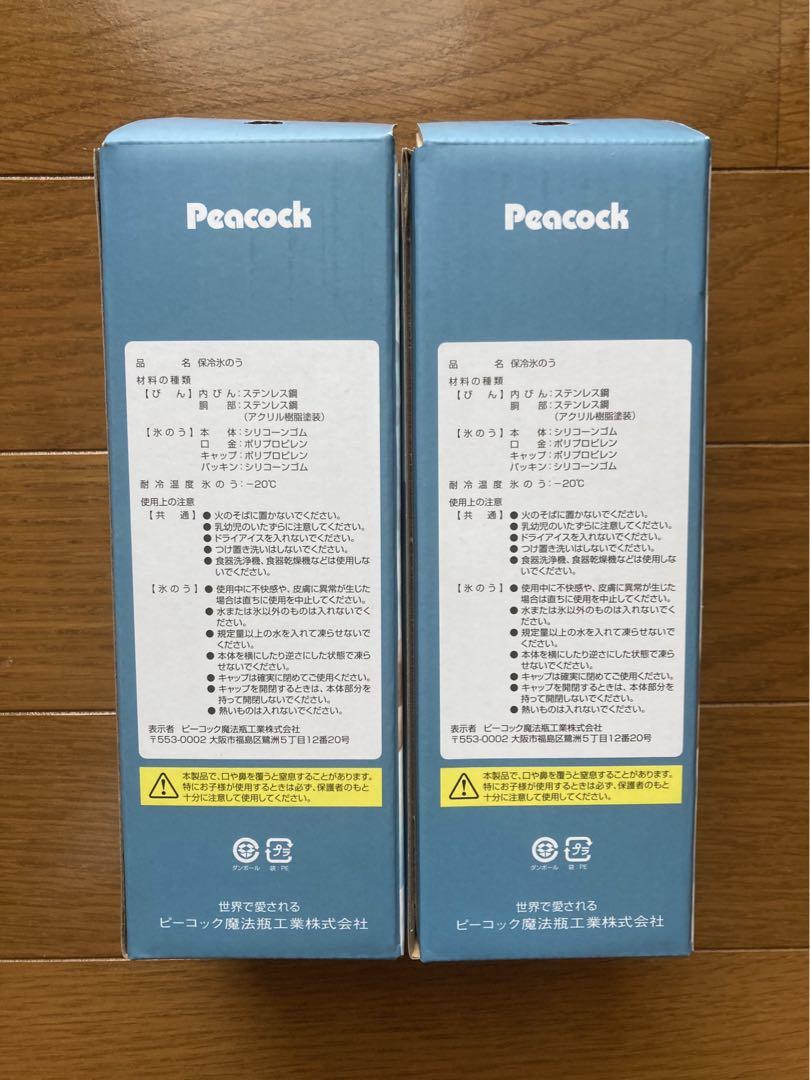 Peacock
品名 保冷氷のう
材料の種類
【びん】内びん：ステンレス鋼
胴部：ステンレス鋼
（アクリル樹脂塗装）
【氷のう】本体：シリコーンゴム
口金：ポリプロピレン
キャップ：ポリプロピレン
パッキン：シリコーンゴム
耐冷温度 氷のう：−20℃
使用上の注意
【共通】● 火のそばに置かないでください。
● 乳幼児のいたずらに注意してください。
● ドライアイスを入れないでください。
● つけ置き洗いはしないでください。
● 食器洗浄機、食器乾燥機などは使用しな
いでください。
【氷のう】● 使用中に不快感や、皮膚に異常が生じた
場合は直ちに使用を中止してください。
● 水または氷以外のものは入れないでく
ださい。
● 規定量以上の水を入れて凍らせないで
ください。
● 本体を横にしたり逆さにした状態で凍ら
せないでください。
● キャップは確実に閉めてご使用ください。
● キャップを開閉するときは、本体部分を
持って開閉しないでください。
● 熱いものは入れないでください。
表示者 ピーコック魔法瓶工業株式会社
〒553-0002 大阪市福島区鷺洲5丁目12番20号
本製品で、口や鼻を覆うと窒息することがあります。
特にお子様が使用するときは必ず、保護者のもと
十分に注意して使用してください。
プラ
ダンボール 袋：PE
世界で愛される
ピーコック魔法瓶工業株式会社
Peacock
品名 保冷氷のう
材料の種類
【びん】内びん：ステンレス鋼
胴部：ステンレス鋼
（アクリル樹脂塗装）
【氷のう】本体：シリコーンゴム
口金：ポリプロピレン
キャップ：ポリプロピレン
パッキン：シリコーンゴム
耐冷温度 氷のう：−20℃
使用上の注意
【共通】● 火のそばに置かないでください。
● 乳幼児のいたずらに注意してください。
● ドライアイスを入れないでください。
● つけ置き洗いはしないでください。
● 食器洗浄機、食器乾燥機などは使用しな
いでください。
【氷のう】● 使用中に不快感や、皮膚に異常が生じた
場合は直ちに使用を中止してください。
● 水または氷以外のものは入れないでく
ださい。
● 規定量以上の水を入れて凍らせないで
ください。
● 本体を横にしたり逆さにした状態で凍ら
せないでください。
● キャップは確実に閉めてご使用ください。
● キャップを開閉するときは、本体部分を
持って開閉しないでください。
● 熱いものは入れないでください。
表示者 ピーコック魔法瓶工業株式会社
〒553-0002 大阪市福島区鷺洲5丁目12番20号
本製品で、口や鼻を覆うと窒息することがあります。
特にお子様が使用するときは必ず、保護者のもと
十分に注意して使用してください。
プラ
ダンボール 袋：PE
世界で愛される
ピーコック魔法瓶工業株式会社